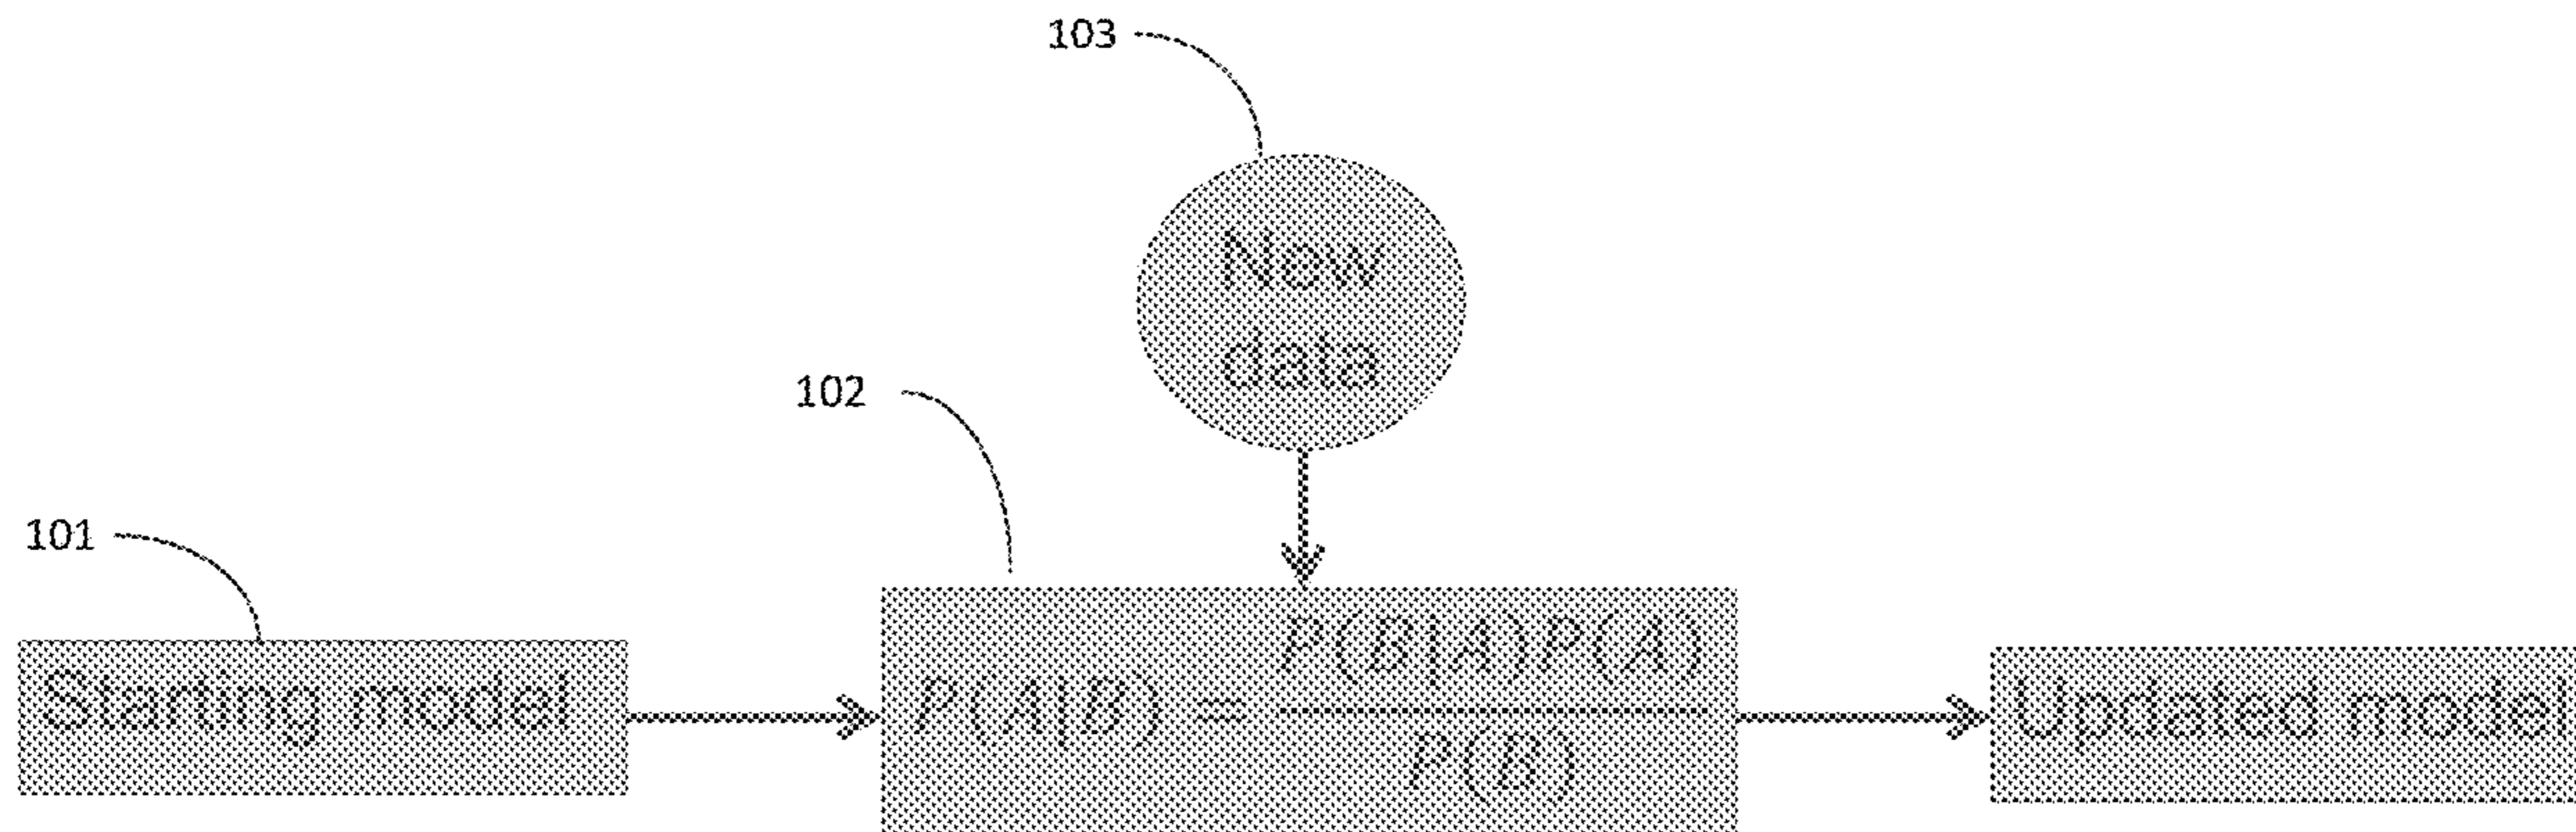 103
New
data
102
101
Starting model
P(A|B) = P(B|A)P(A) / P(B)
Updated model